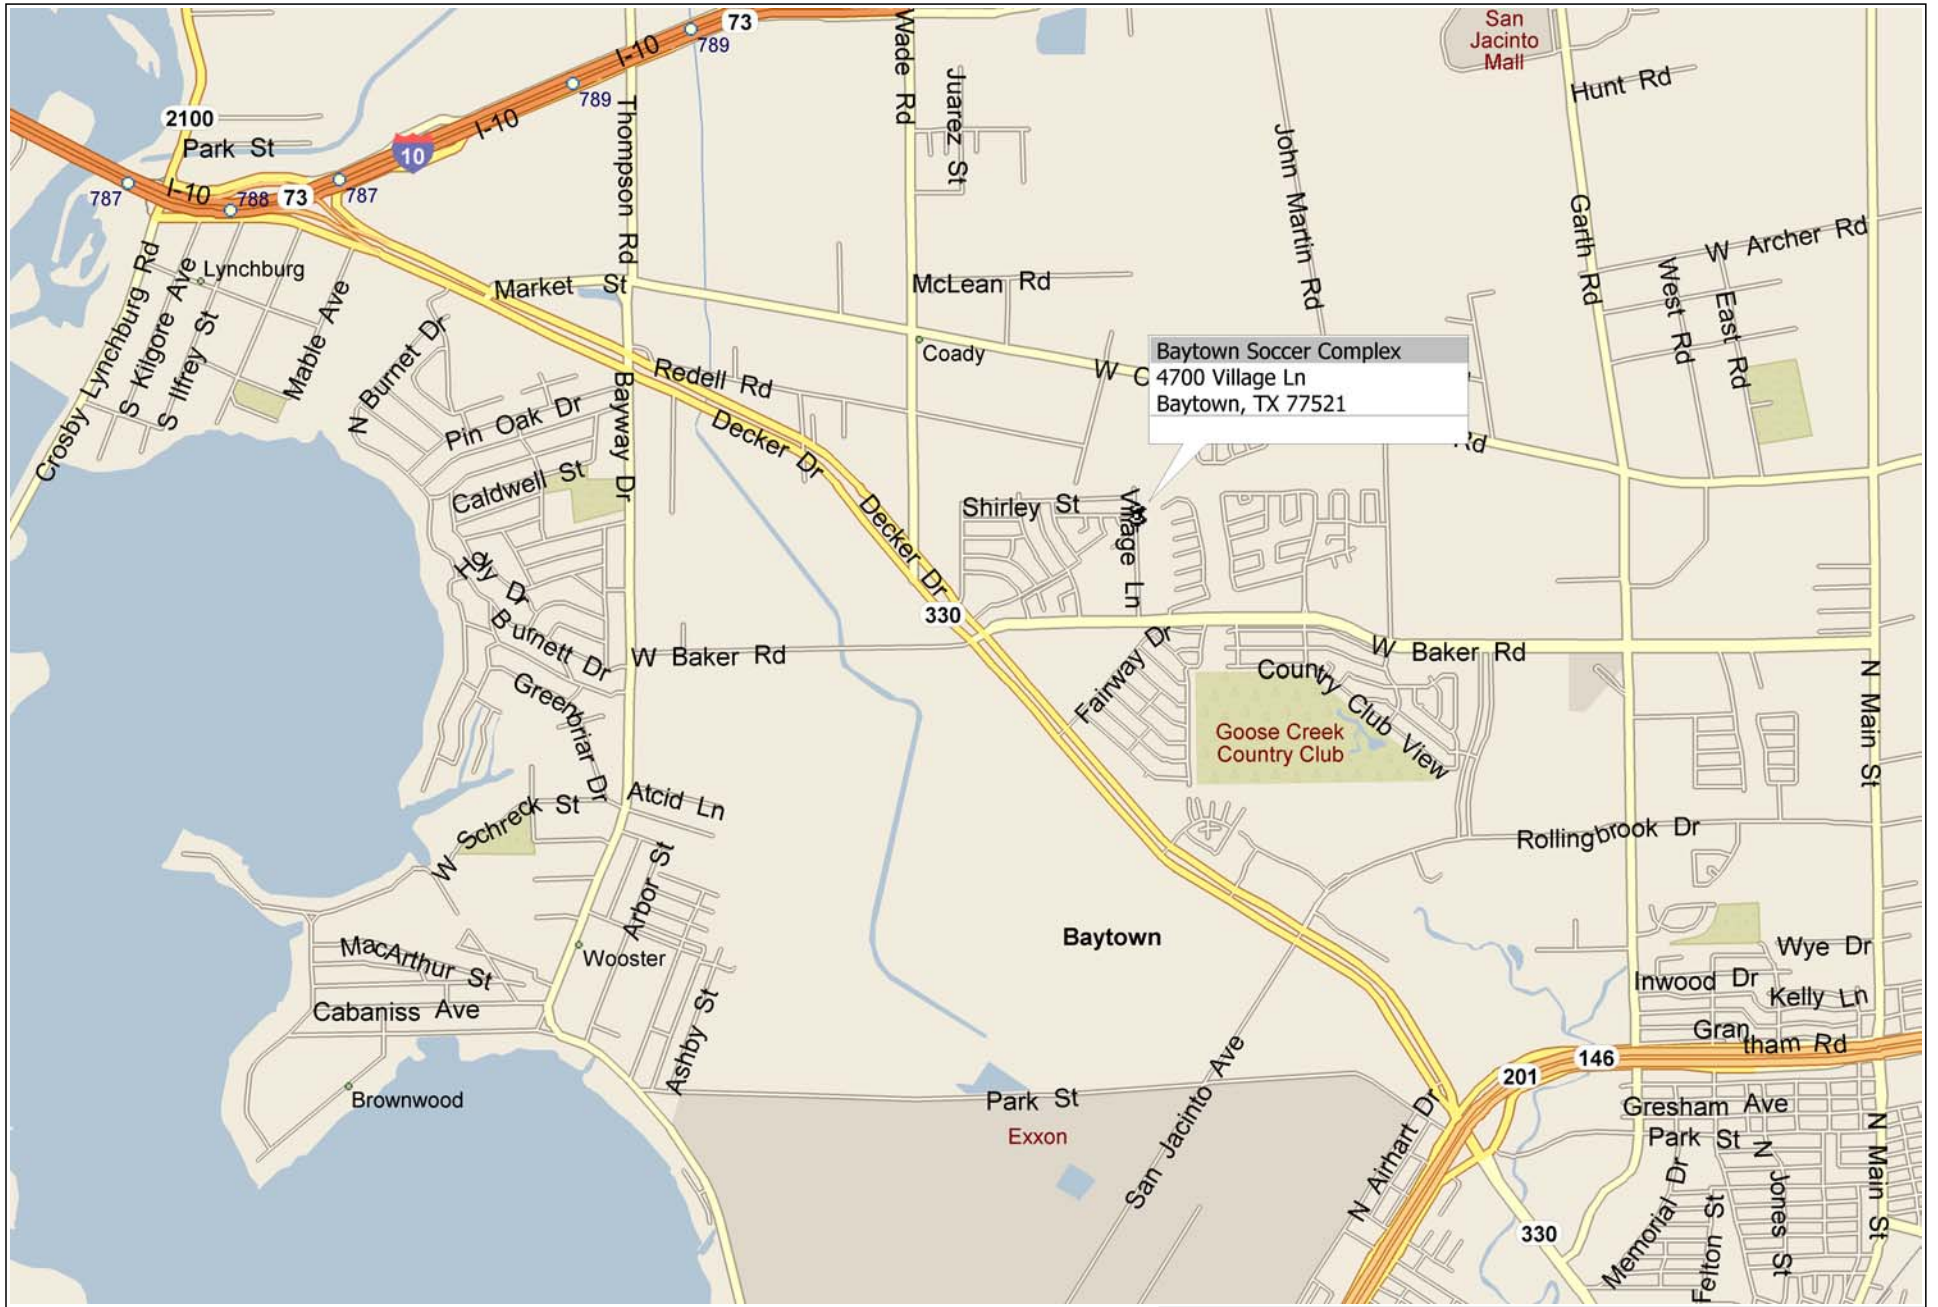 73
Wade Rd
San
Jacinto
Mall
I-10
789
Juarez St
Hunt Rd
789
2100
Thompson Rd
I-10
Park St
10
John Martin Rd
787
I-10
788
73
787
Garth Rd
W Archer Rd
Crosby Lynchburg Rd
S Kilgore Ave
Lynchburg
S Ilfrey St
Mable Ave
Market St
McLean Rd
West Rd
East Rd
N Burnet Dr
Coady
W C
Rd
Baytown Soccer Complex
4700 Village Ln
Baytown, TX 77521
Redell Rd
Bayway Dr
Pin Oak Dr
Decker Dr
Caldwell St
Decker Dr
Shirley St
Village Ln
Holly Dr
330
Burnett Dr
W Baker Rd
Fairway Dr
W Baker Rd
Country Club View
N Main St
Greenbriar Dr
Goose Creek
Country Club
Atcid Ln
W Schreck St
Rollingbrook Dr
Arbor St
Baytown
MacArthur St
Wooster
Wye Dr
Inwood Dr
Kelly Ln
Cabaniss Ave
Ashby St
Grantham Rd
146
201
San Jacinto Ave
Brownwood
Park St
Exxon
N Airhart Dr
Gresham Ave
Park St
N Jones St
N Main St
Memorial Dr
Felton St
330